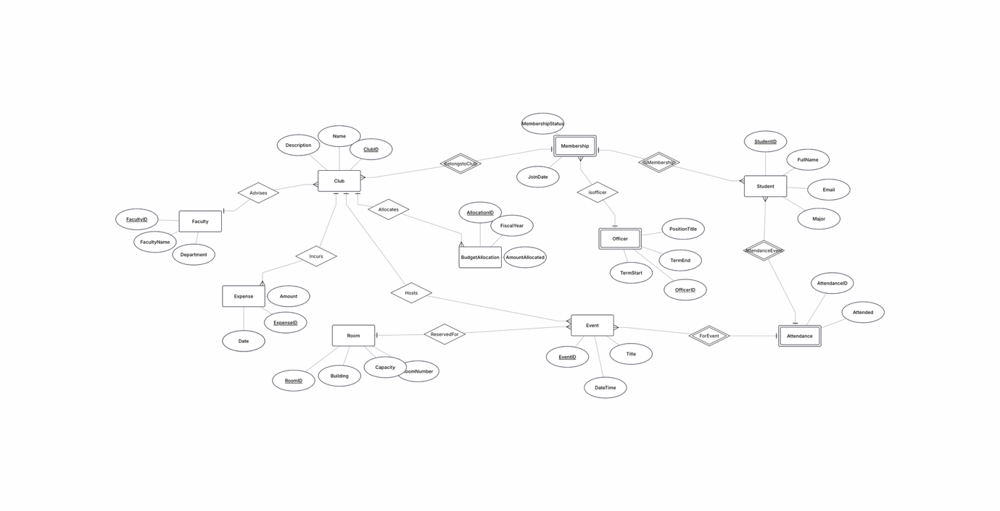 MembershipStatus
Name
Description
ClubID
StudentID
Membership
FullName
BelongstoClub
IsMembership
JoinDate
Club
Student
Email
Advises
isofficer
Allocates
AllocationID
Major
FacultyID
Faculty
FiscalYear
PositionTitle
FacultyName
Officer
Department
Incurs
BudgetAllocation
AmountAllocated
AttendanceEvent
TermEnd
TermStart
AttendanceID
OfficerID
Hosts
Expense
Amount
Attended
ExpenseID
Event
Room
ReservedFor
ForEvent
Attendance
Date
EventID
Title
Capacity
RoomNumber
Building
RoomID
DateTime